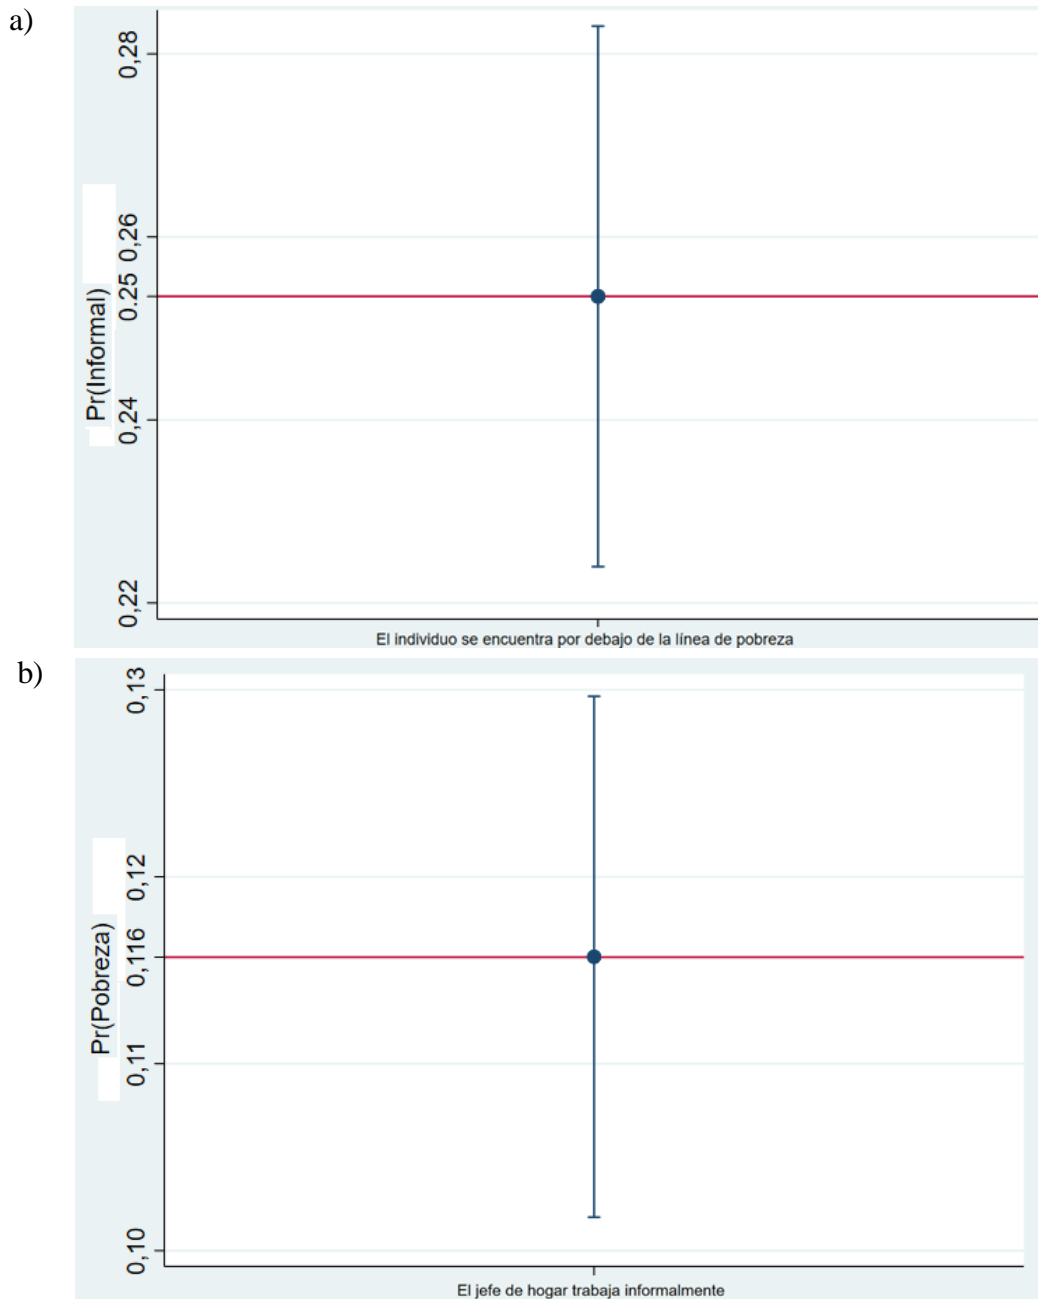 a)
0,28
0,26
0,25
0,24
0,22
Pr(Informal)
El individuo se encuentra por debajo de la línea de pobreza
b)
0,13
0,12
0,116
0,11
0,10
Pr(Pobreza)
El jefe de hogar trabaja informalmente